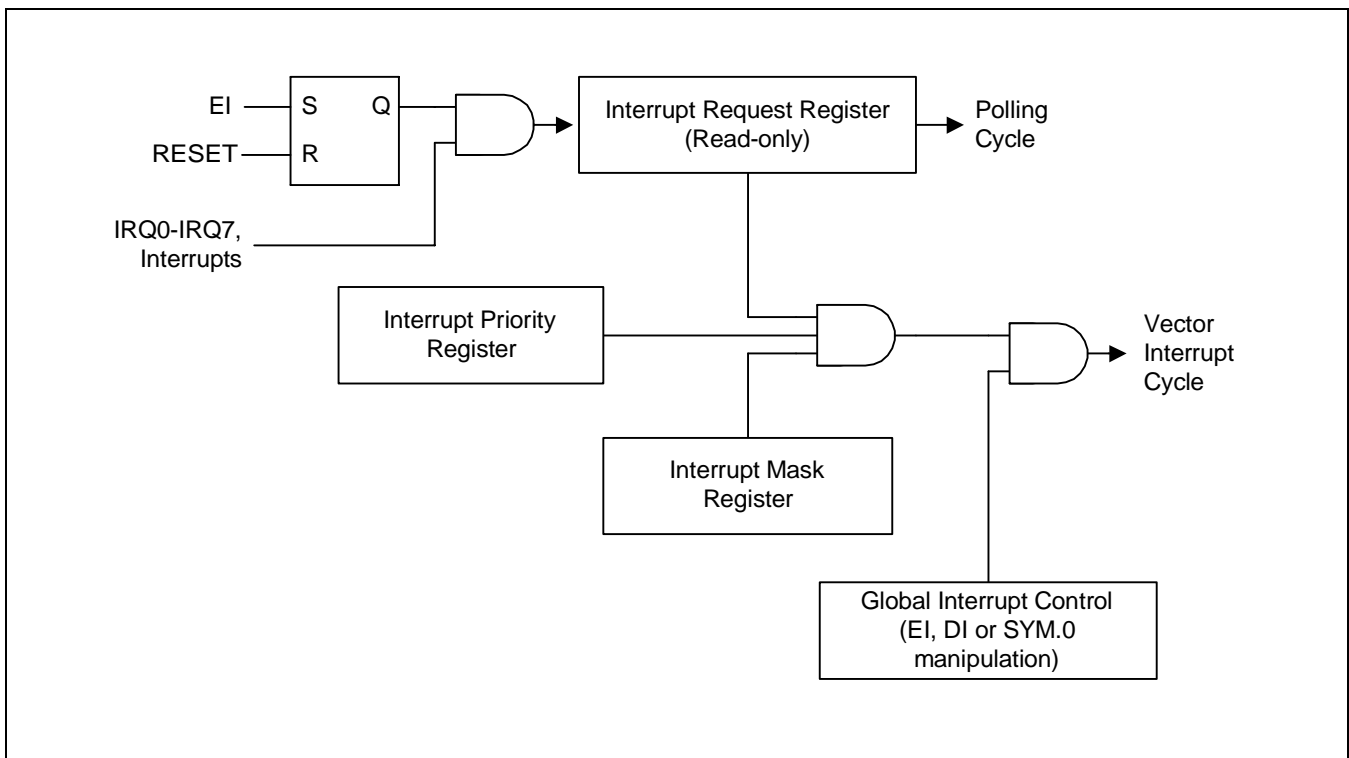 EI
S
Q
RESET
R
IRQ0-IRQ7,
Interrupts
Interrupt Request Register
(Read-only)
Polling
Cycle
Interrupt Priority
Register
Vector
Interrupt
Cycle
Interrupt Mask
Register
Global Interrupt Control
(EI, DI or SYM.0
manipulation)